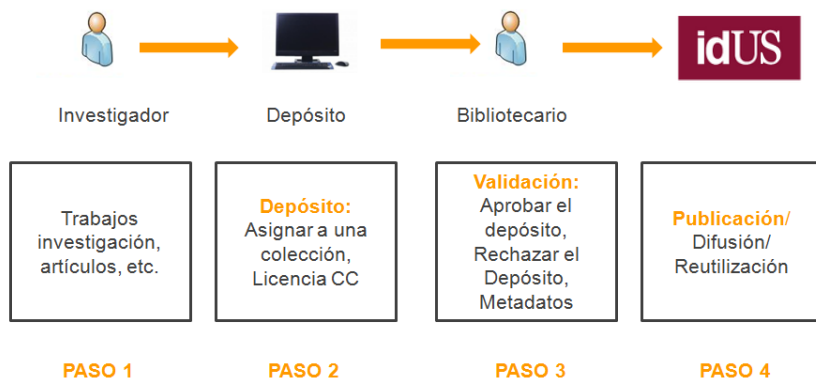 idUS
Investigador
Depósito
Bibliotecario
Trabajos
investigación,
artículos, etc.
Depósito:
Asignar a una
colección,
Licencia CC
Validación:
Aprobar el
depósito,
Rechazar el
Depósito,
Metadatos
Publicación/
Difusión/
Reutilización
PASO 1
PASO 2
PASO 3
PASO 4